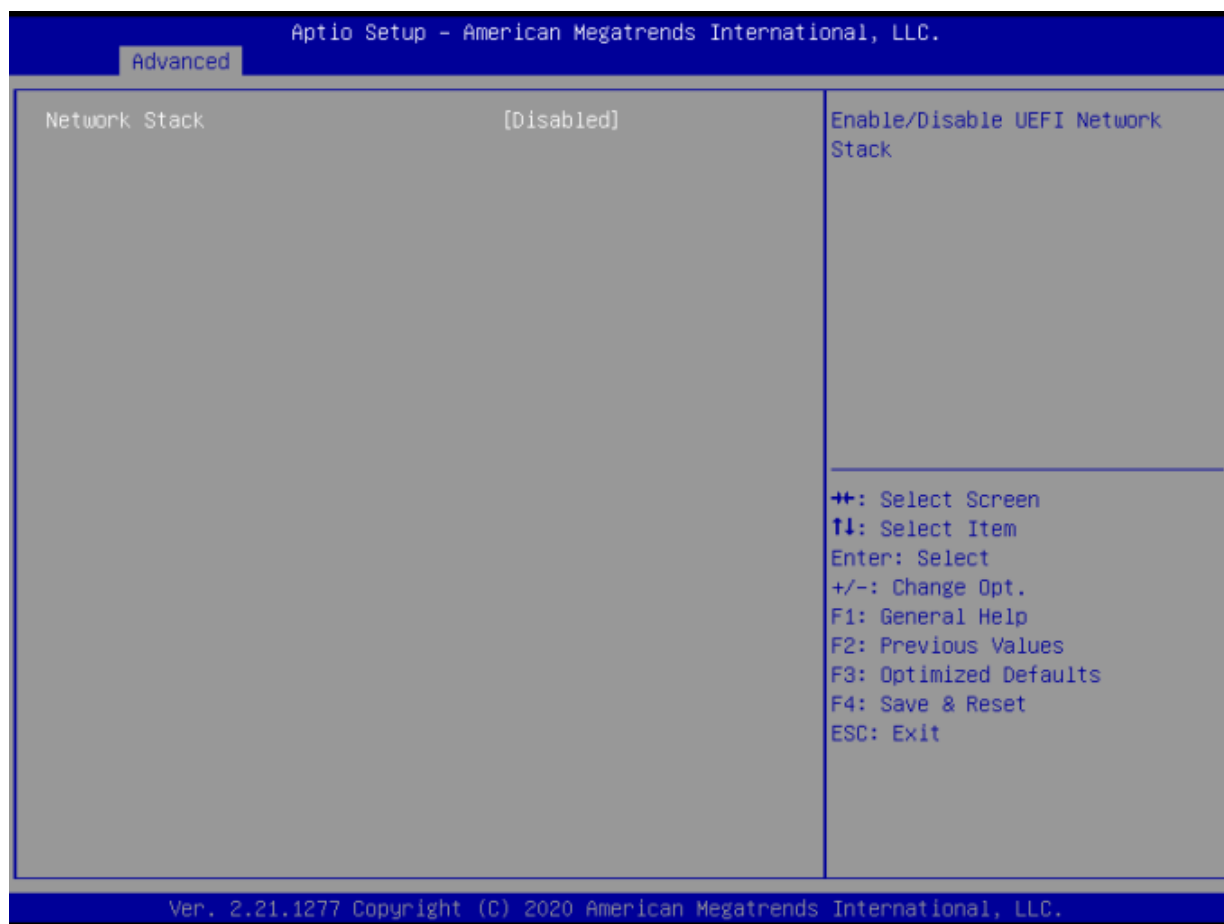 Aptio Setup – American Megatrends International, LLC.
Advanced
Network Stack [Disabled]
Enable/Disable UEFI Network
Stack
→←: Select Screen
↑↓: Select Item
Enter: Select
+/-: Change Opt.
F1: General Help
F2: Previous Values
F3: Optimized Defaults
F4: Save & Reset
ESC: Exit
Ver. 2.21.1277 Copyright (C) 2020 American Megatrends International, LLC.